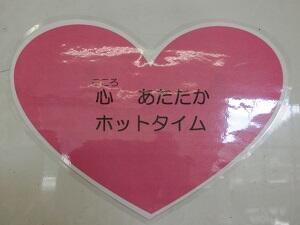 こころ
心　あたたか
ホットタイム